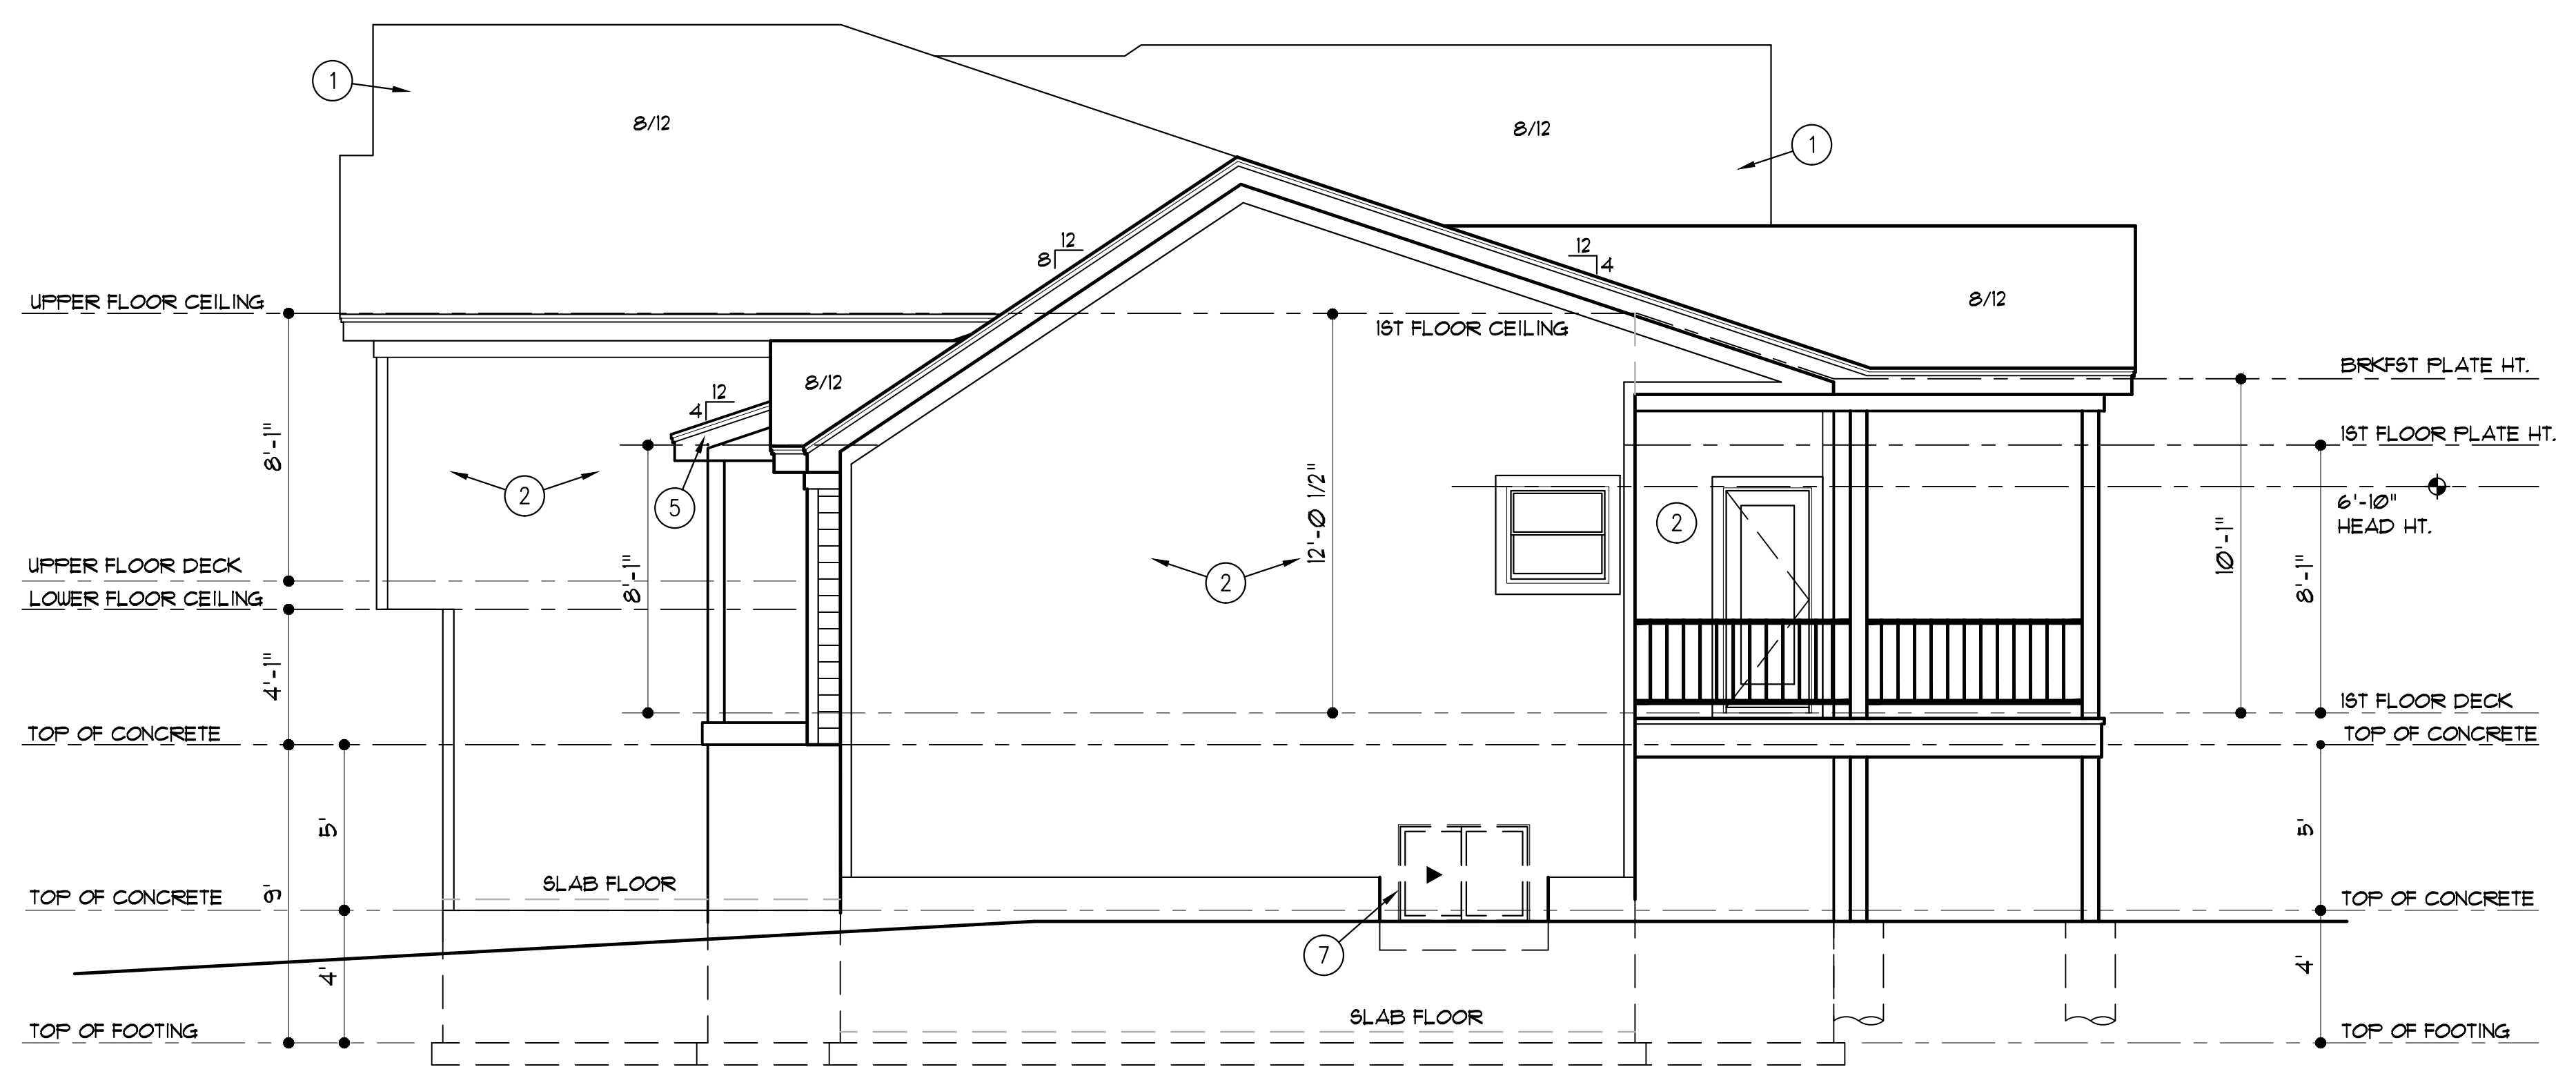 1
8/12
8/12
1
12
8
12
4
8/12
UPPER FLOOR CEILING
1ST FLOOR CEILING
BRKFST PLATE HT.
8/12
12
4
1ST FLOOR PLATE HT.
8'-1"
2
5
12'-0 1/2"
2
6'-10"
HEAD HT.
10'-1"
8'-1"
8'-1"
2
UPPER FLOOR DECK
LOWER FLOOR CEILING
4'-1"
1ST FLOOR DECK
TOP OF CONCRETE
TOP OF CONCRETE
5'
5'
9'
SLAB FLOOR
TOP OF CONCRETE
TOP OF CONCRETE
7
4'
4'
SLAB FLOOR
TOP OF FOOTING
TOP OF FOOTING